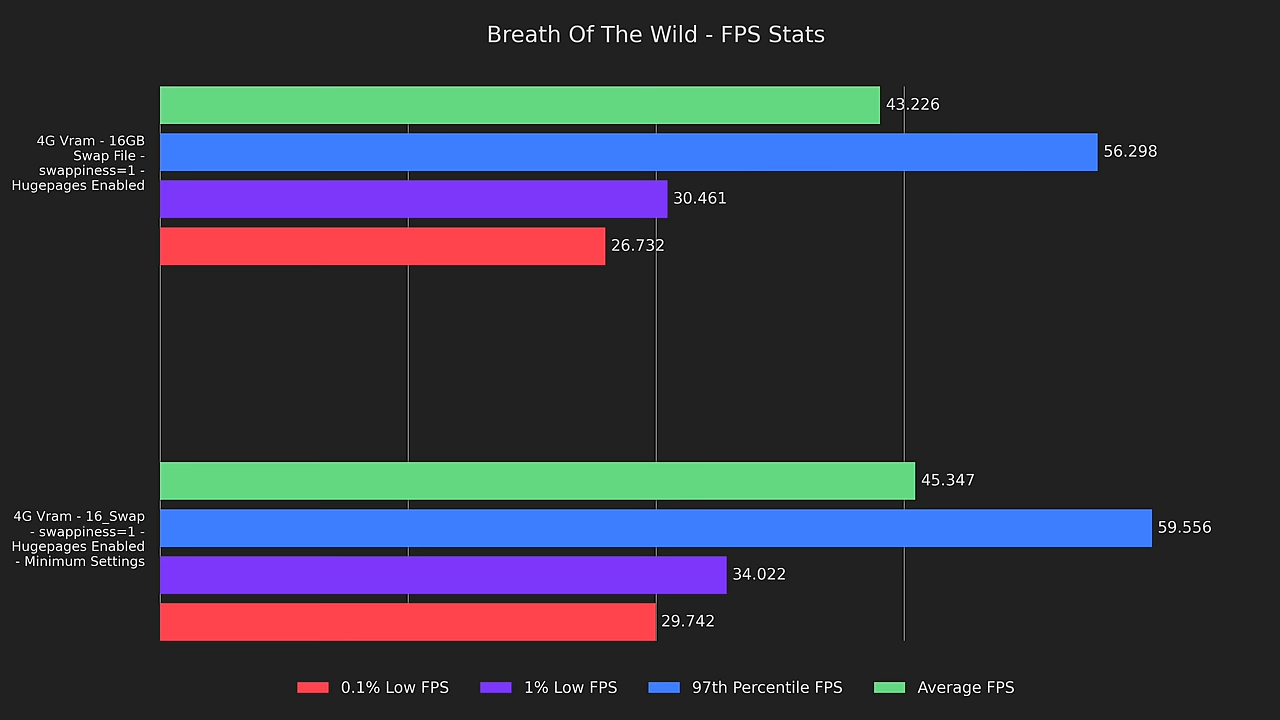 Breath Of The Wild - FPS Stats
43.226
4G Vram - 16GB
Swap File -
swappiness=1 -
Hugepages Enabled
56.298
30.461
26.732
45.347
4G Vram - 16_Swap
- swappiness=1 -
Hugepages Enabled
- Minimum Settings
59.556
34.022
29.742
0.1% Low FPS
1% Low FPS
97th Percentile FPS
Average FPS